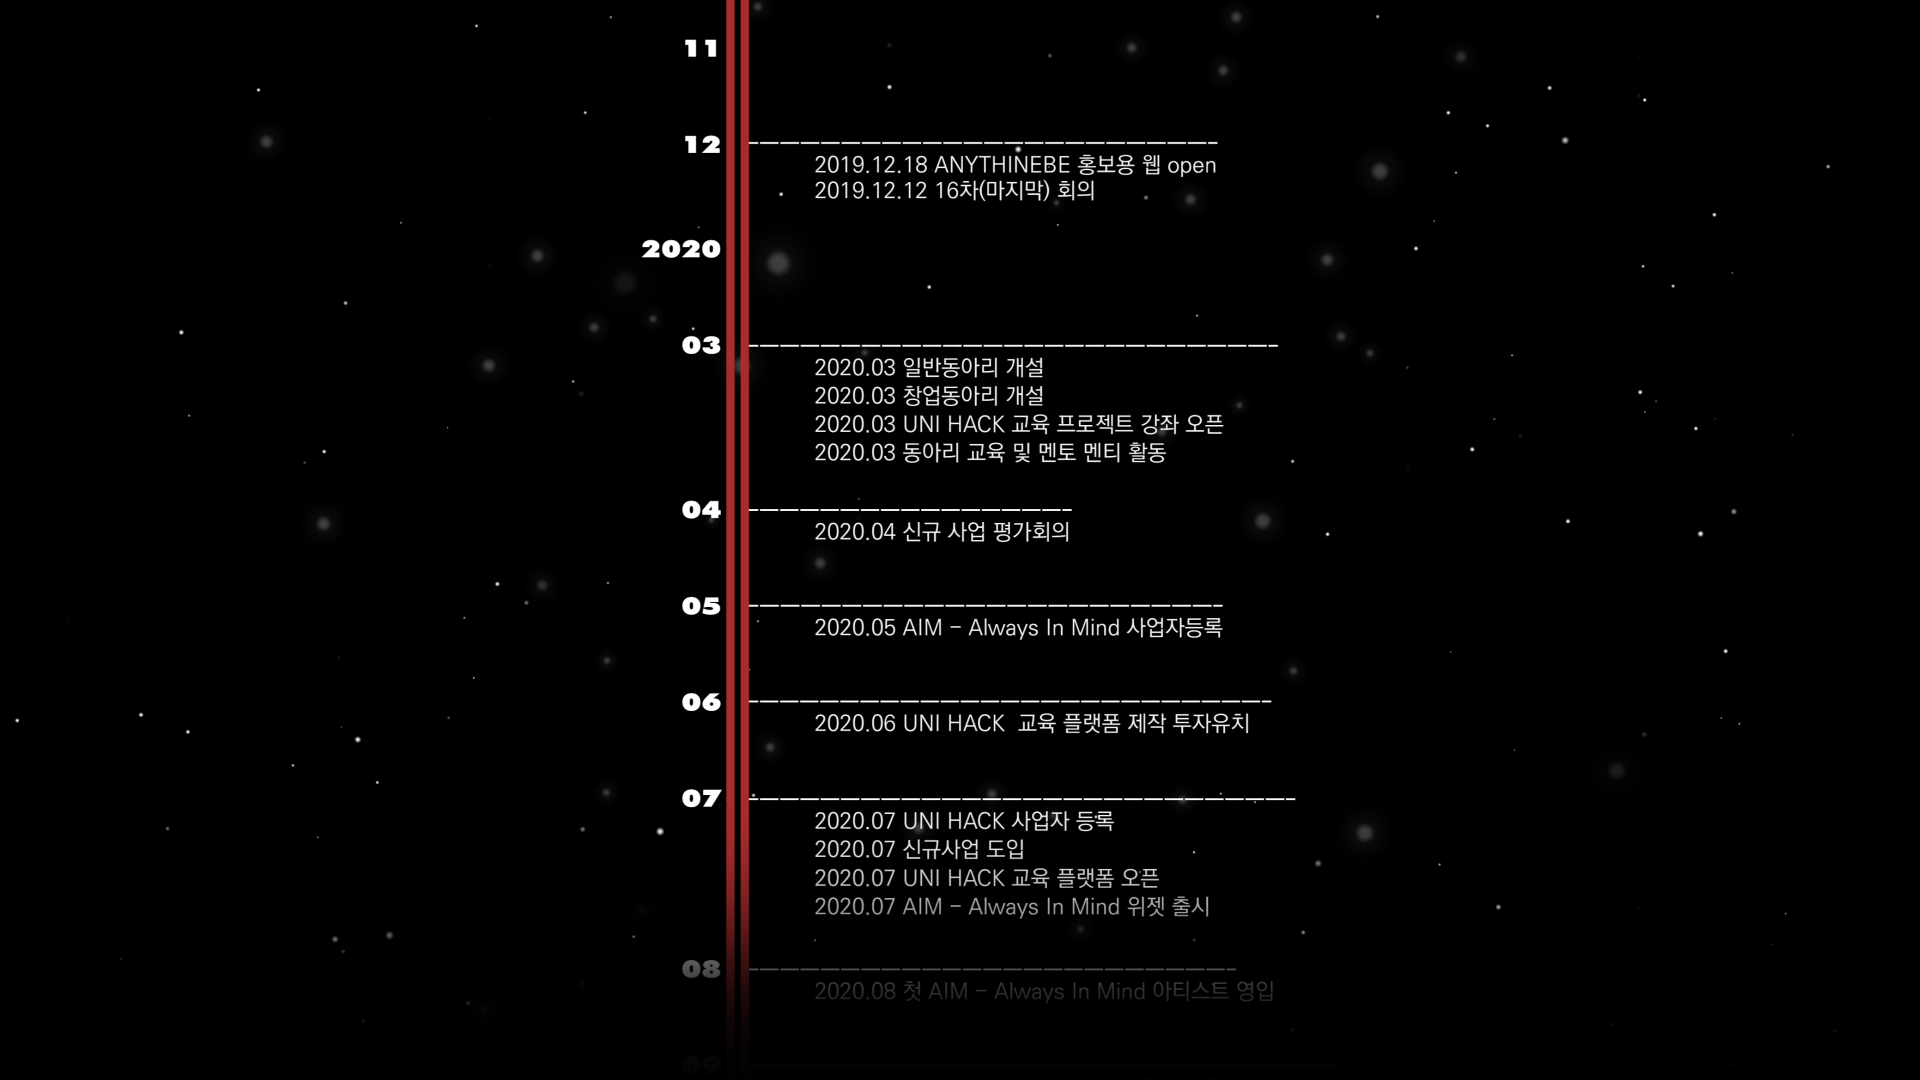 11
12
2019.12.18 ANYTHINEBE 홍보용 웹 open
2019.12.12 16차(마지막) 회의
2020
03
2020.03 일반동아리 개설
2020.03 창업동아리 개설
2020.03 UNI HACK 교육 프로젝트 강좌 오픈
2020.03 동아리 교육 및 멘토 멘티 활동
04
2020.04 신규 사업 평가회의
05
2020.05 AIM - Always In Mind 사업자등록
06
2020.06 UNI HACK  교육 플랫폼 제작 투자유치
07
2020.07 UNI HACK 사업자 등록
2020.07 신규사업 도입
2020.07 UNI HACK 교육 플랫폼 오픈
2020.07 AIM - Always In Mind 위젯 출시
08
2020.08 첫 AIM - Always In Mind 아티스트 영입
09